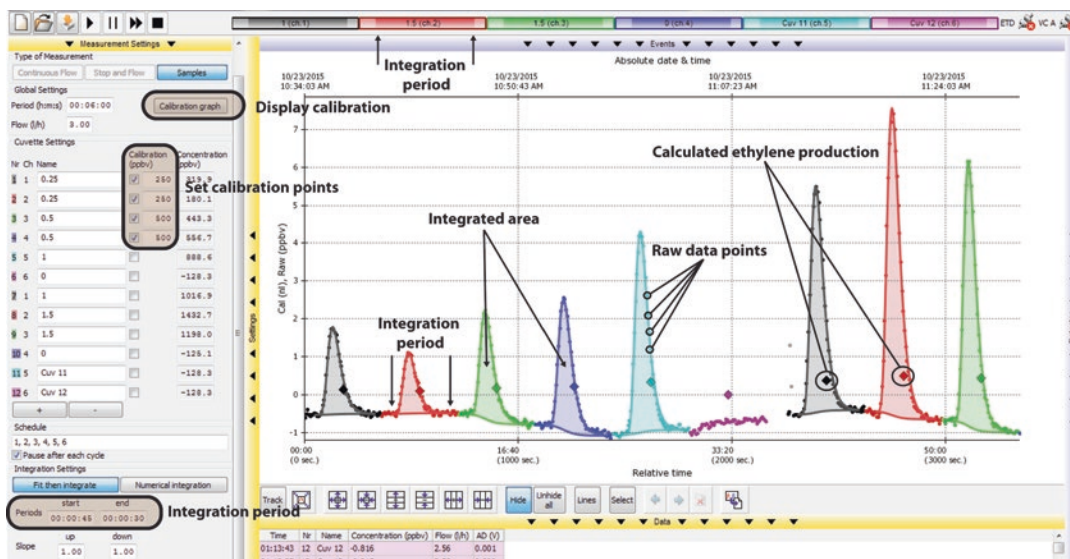 1 (ch.1) 1.5 (ch.2) 1.5 (ch.3) 0 (ch.4) Cuv 11 (ch.5) Cuv 12 (ch.6) ETD VC A
Measurement Settings
Type of Measurement
Continuous Flow Stop and Flow Samples
Global Settings
Period (h:m:s) 00:06:00 Calibration graph
Display calibration
Flow (l/h) 3.00
Cuvette Settings
Nr Ch Name Calibration (ppbv) Concentration (ppbv)
1 1 0.25 250 319.9
2 2 0.25 250 180.1
Set calibration points
3 3 0.5 500 443.3
4 4 0.5 500 556.7
5 5 1 888.6
6 6 0 -128.3
7 1 1 1016.9
8 2 1.5 1432.7
9 3 1.5 1198.0
10 4 0 -125.1
11 5 Cuv 11 -128.3
12 6 Cuv 12 -128.3
+ -
Schedule
1, 2, 3, 4, 5, 6
Pause after each cycle
Integration Settings
Fit then integrate Numerical integration
start end
Periods 00:00:45 00:00:30
Integration period
up down
Slope 1.00 1.00
Settings
Events
Integration
period
Absolute date & time
10/23/2015 10/23/2015 10/23/2015 10/23/2015
10:34:03 AM 10:50:43 AM 11:07:23 AM 11:24:03 AM
Cal (nl), Raw (ppbv)
7
6
5
4
3
2
1
0
-1
Calculated ethylene production
Integrated area
Raw data points
Integration
period
00:00 16:40 33:20 50:00
(0 sec.) (1000 sec.) (2000 sec.) (3000 sec.)
Relative time
Track Hide Unhide all Lines Select
Data
Time Nr Name Concentration (ppbv) Flow (l/h) AD (V)
01:13:43 12 Cuv 12 -0.816 2.56 0.001